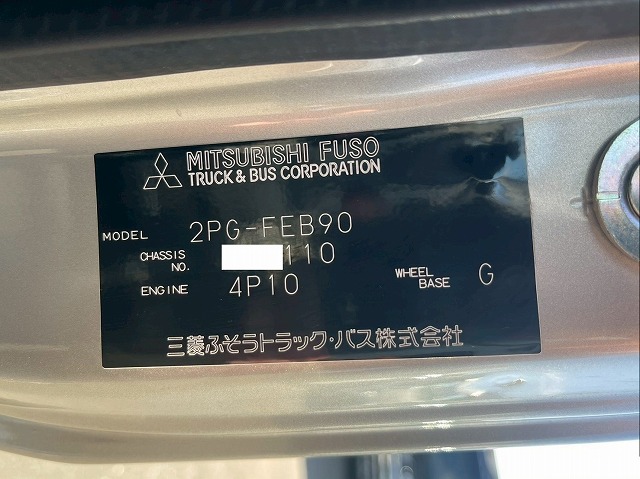 MITSUBISHI FUSO
TRUCK & BUS CORPORATION
MODEL 2PG-FEB90
CHASSIS NO. 110
ENGINE 4P10
WHEEL BASE G
三菱ふそうトラック・バス株式会社